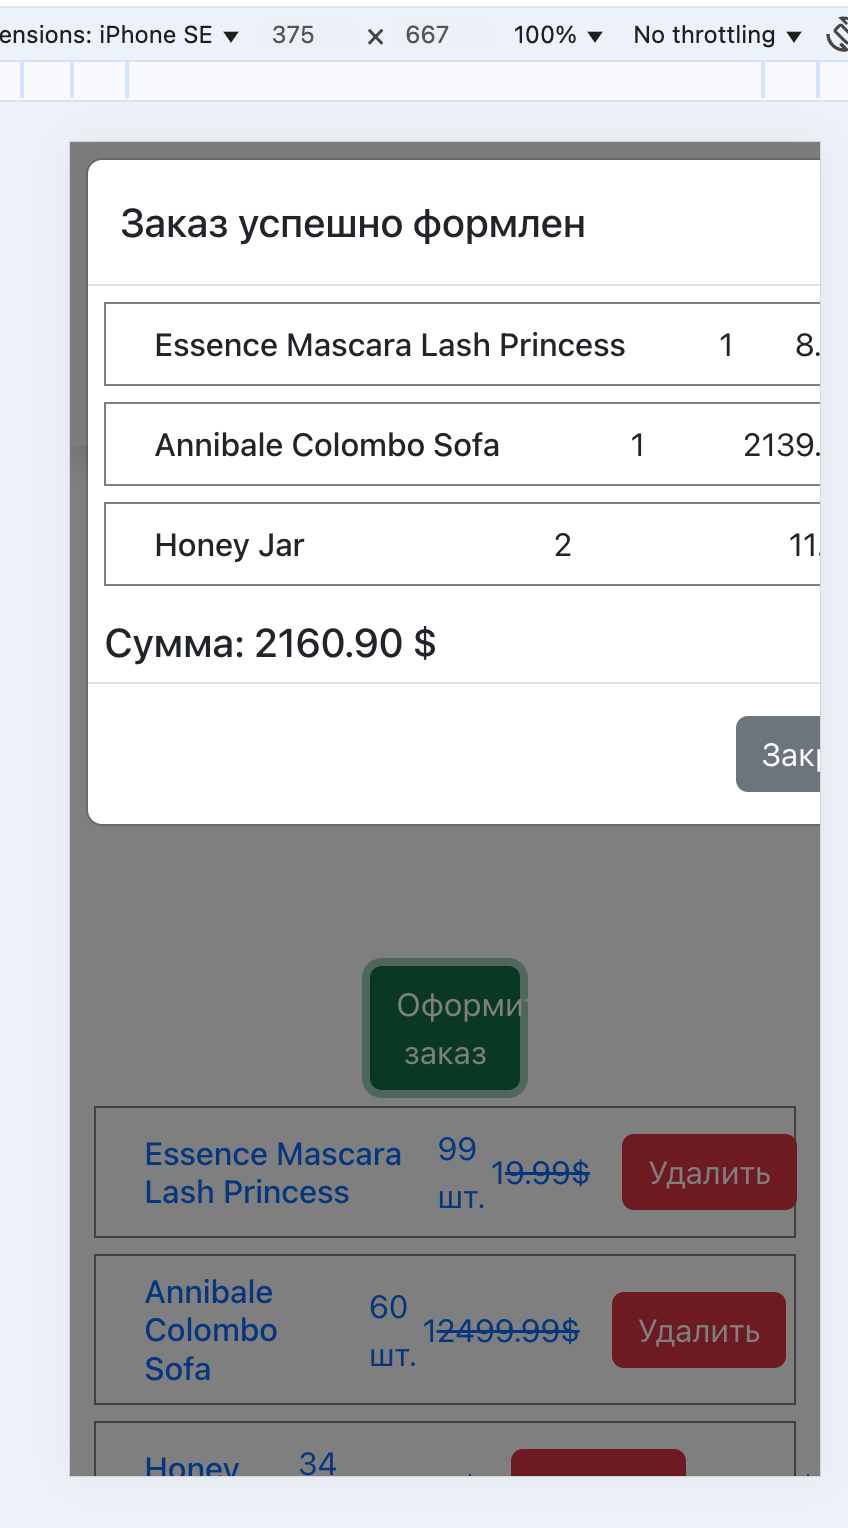 ensions: iPhone SE ▼ 375 × 667 100% ▼ No throttling ▼
Заказ успешно формлен
Essence Mascara Lash Princess 1 8.
Annibale Colombo Sofa 1 2139.
Honey Jar 2 11.
Сумма: 2160.90 $
Зак
Оформи
заказ
Essence Mascara
Lash Princess
99
шт.
19.99$
Удалить
Annibale
Colombo
Sofa
60
шт.
12499.99$
Удалить
Honey
34